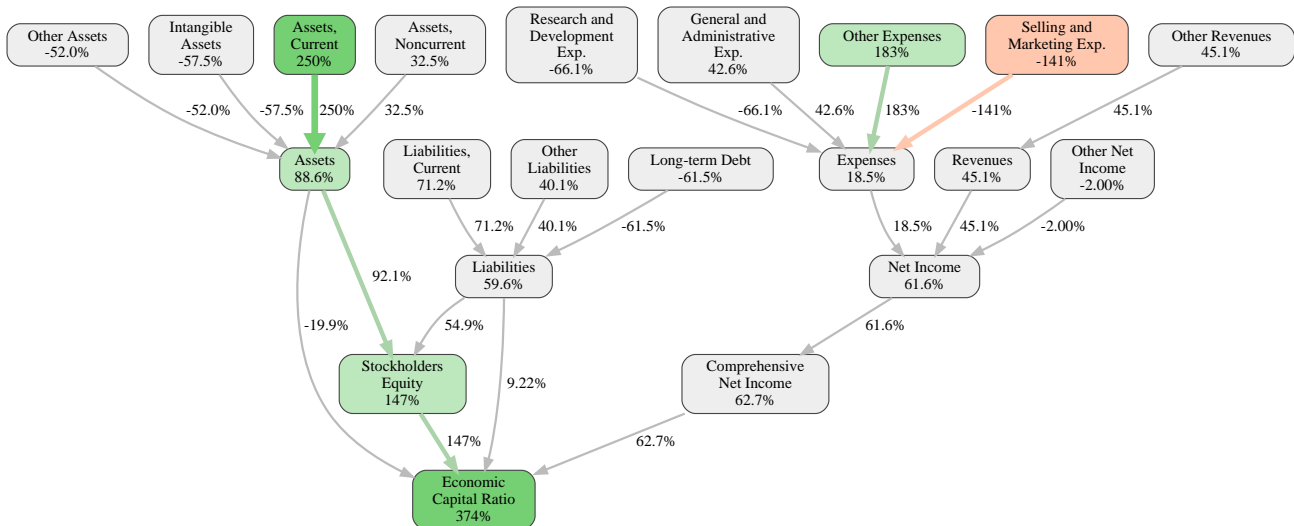 Other Assets
-52.0%
Intangible
Assets
-57.5%
Assets,
Current
250%
Assets,
Noncurrent
32.5%
Research and
Development
Exp.
-66.1%
General and
Administrative
Exp.
42.6%
Other Expenses
183%
Selling and
Marketing Exp.
-141%
Other Revenues
45.1%
-52.0%
-57.5%
250%
32.5%
-66.1%
42.6%
183%
-141%
45.1%
Assets
88.6%
Liabilities,
Current
71.2%
Other
Liabilities
40.1%
Long-term Debt
-61.5%
Expenses
18.5%
Revenues
45.1%
Other Net
Income
-2.00%
71.2%
40.1%
-61.5%
18.5%
45.1%
-2.00%
92.1%
Liabilities
59.6%
Net Income
61.6%
-19.9%
54.9%
9.22%
61.6%
Stockholders
Equity
147%
Comprehensive
Net Income
62.7%
147%
62.7%
Economic
Capital Ratio
374%